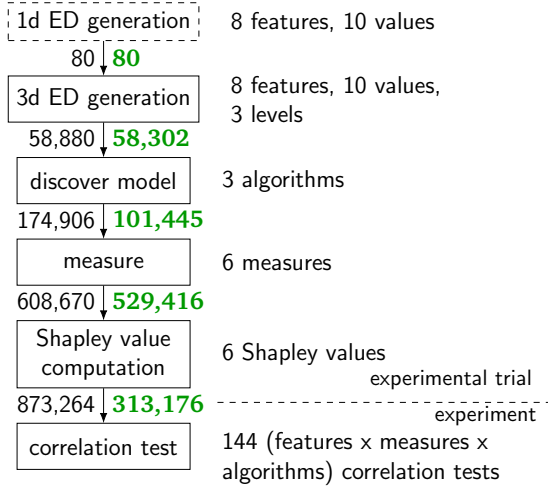 1d ED generation 8 features, 10 values
80 80
3d ED generation 8 features, 10 values,
3 levels
58,880 58,302
discover model 3 algorithms
174,906 101,445
measure 6 measures
608,670 529,416
Shapley value
computation 6 Shapley values
experimental trial
873,264 313,176
experiment
correlation test 144 (features x measures x
algorithms) correlation tests